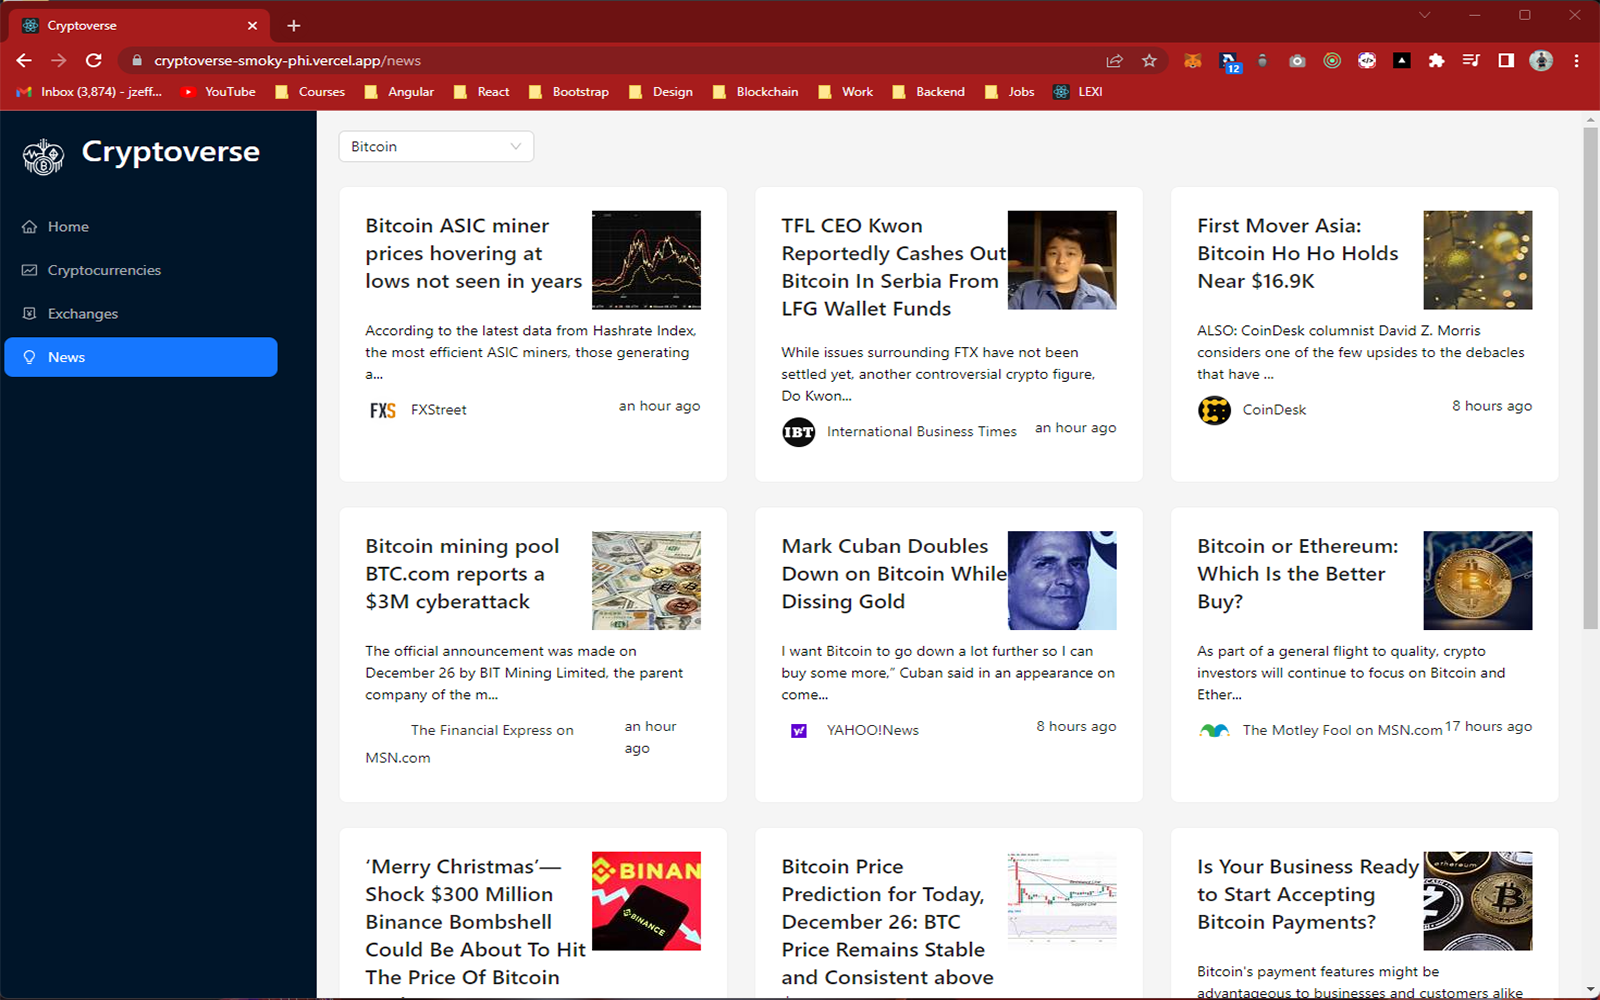 Cryptoverse
cryptoverse-smoky-phi.vercel.app/news
12
Inbox (3,874) - jzeff... YouTube Courses Angular React Bootstrap Design Blockchain Work Backend Jobs LEXI
Cryptoverse
Home
Cryptocurrencies
Exchanges
News
Bitcoin
Bitcoin ASIC miner
prices hovering at
lows not seen in years
According to the latest data from Hashrate Index,
the most efficient ASIC miners, those generating
a...
FXS FXStreet an hour ago
TFL CEO Kwon
Reportedly Cashes Out
Bitcoin In Serbia From
LFG Wallet Funds
While issues surrounding FTX have not been
settled yet, another controversial crypto figure,
Do Kwon...
IBT International Business Times an hour ago
First Mover Asia:
Bitcoin Ho Ho Holds
Near $16.9K
ALSO: CoinDesk columnist David Z. Morris
considers one of the few upsides to the debacles
that have ...
CoinDesk 8 hours ago
Bitcoin mining pool
BTC.com reports a
$3M cyberattack
The official announcement was made on
December 26 by BIT Mining Limited, the parent
company of the m...
The Financial Express on
MSN.com
an hour
ago
Mark Cuban Doubles
Down on Bitcoin While
Dissing Gold
I want Bitcoin to go down a lot further so I can
buy some more,” Cuban said in an appearance on
come...
y! YAHOO!News 8 hours ago
Bitcoin or Ethereum:
Which Is the Better
Buy?
As part of a general flight to quality, crypto
investors will continue to focus on Bitcoin and
Ether...
The Motley Fool on MSN.com 17 hours ago
‘Merry Christmas’—
Shock $300 Million
Binance Bombshell
Could Be About To Hit
The Price Of Bitcoin
BINAN
BINANCE
Bitcoin Price
Prediction for Today,
December 26: BTC
Price Remains Stable
and Consistent above
Is Your Business Ready
to Start Accepting
Bitcoin Payments?
ethereum
Bitcoin's payment features might be
advantageous to businesses and customers alike